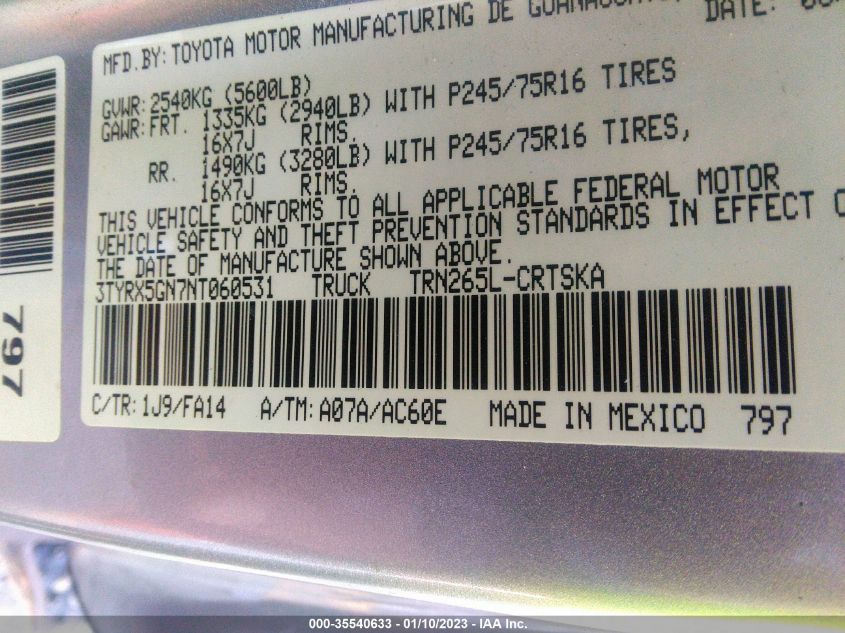 MFD.BY: TOYOTA MOTOR MANUFACTURING DE
DATE:
GVWR: 2540KG (5600LB)
GAWR: FRT. 1335KG (2940LB) WITH P245/75R16 TIRES
16X7J RIMS.
RR. 1490KG (3280LB) WITH P245/75R16 TIRES,
16X7J RIMS.
THIS VEHICLE CONFORMS TO ALL APPLICABLE FEDERAL MOTOR
VEHICLE SAFETY AND THEFT PREVENTION STANDARDS IN EFFECT
THE DATE OF MANUFACTURE SHOWN ABOVE.
3TYRX5GN7NT060531 TRUCK TRN265L-CRTSKA
C/TR: 1J9/FA14 A/TM: A07A/AC60E MADE IN MEXICO 797
797
000-35540633 - 01/10/2023 - IAA Inc.